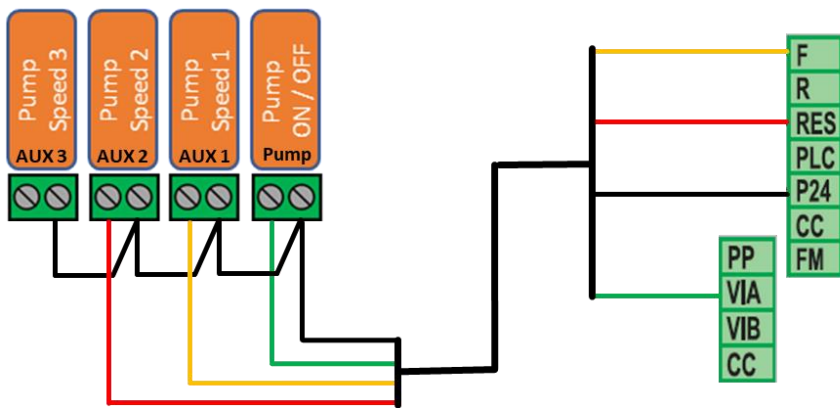 Pump
Speed 3
AUX 3
Pump
Speed 2
AUX 2
Pump
Speed 1
AUX 1
Pump
ON / OFF
Pump
F
R
RES
PLC
P24
CC
FM
PP
VIA
VIB
CC